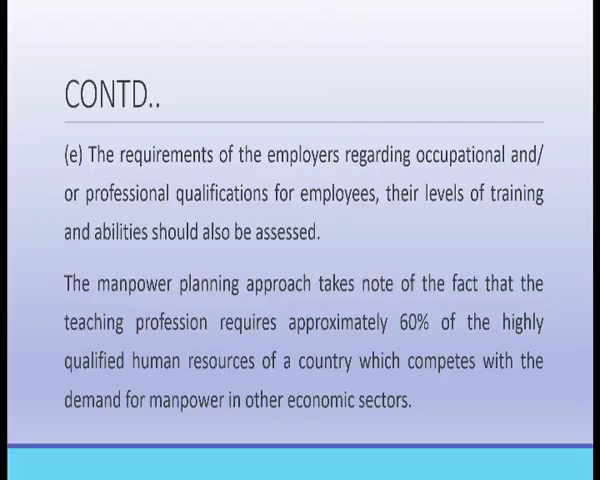 CONTD..
(e) The requirements of the employers regarding occupational and/
or professional qualifications for employees, their levels of training
and abilities should also be assessed.
The manpower planning approach takes note of the fact that the
teaching profession requires approximately 60% of the highly
qualified human resources of a country which competes with the
demand for manpower in other economic sectors.